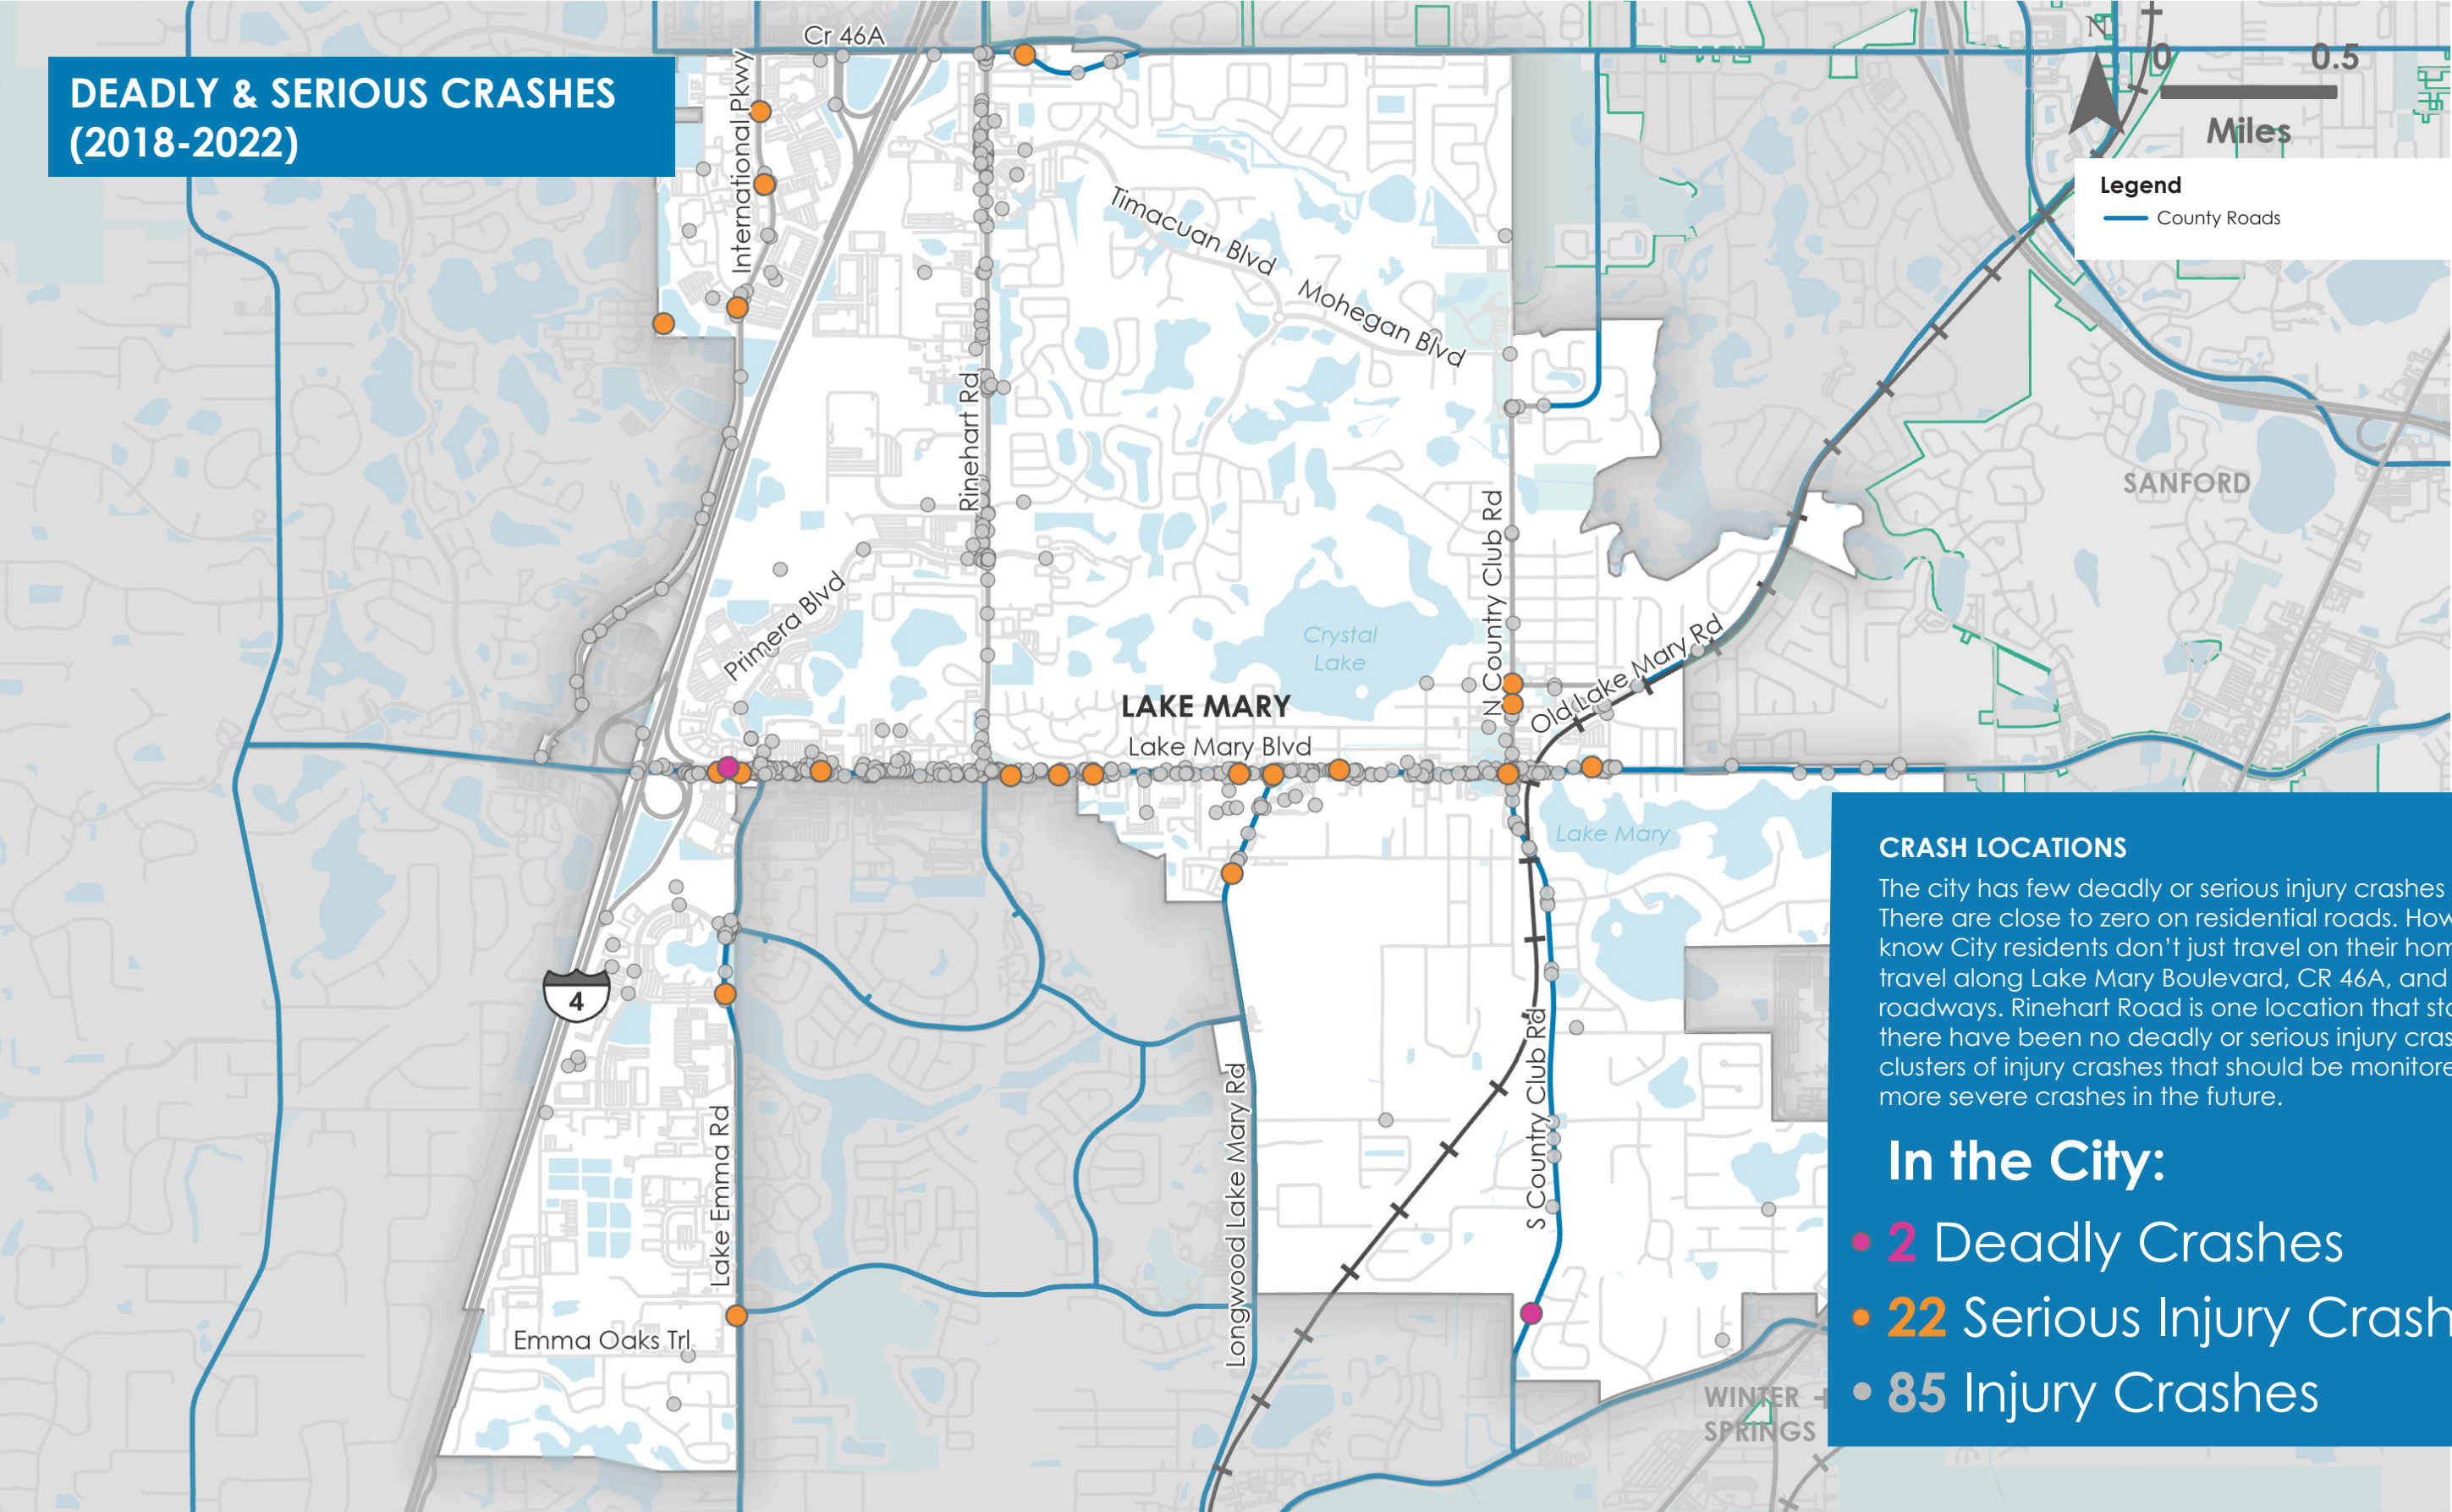 DEADLY & SERIOUS CRASHES
(2018-2022)
Cr 46A
International Pkwy
N
0
0.5
Miles
Legend
County Roads
Timacuan Blvd
Mohegan Blvd
Rinehart Rd
SANFORD
N Country Club Rd
Primera Blvd
Crystal
Lake
Old Lake Mary Rd
LAKE MARY
Lake Mary Blvd
Lake Mary
4
S Country Club Rd
Longwood Lake Mary Rd
Lake Emma Rd
Emma Oaks Trl
WINTER
SPRINGS
CRASH LOCATIONS
The city has few deadly or serious injury crashes
There are close to zero on residential roads. How
know City residents don't just travel on their hom
travel along Lake Mary Boulevard, CR 46A, and
roadways. Rinehart Road is one location that sta
there have been no deadly or serious injury cras
clusters of injury crashes that should be monitore
more severe crashes in the future.
In the City:
2 Deadly Crashes
22 Serious Injury Crash
85 Injury Crashes